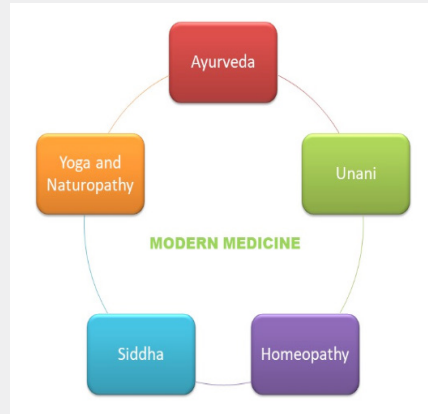 Ayurveda
Yoga and
Naturopathy
Unani
MODERN MEDICINE
Siddha
Homeopathy